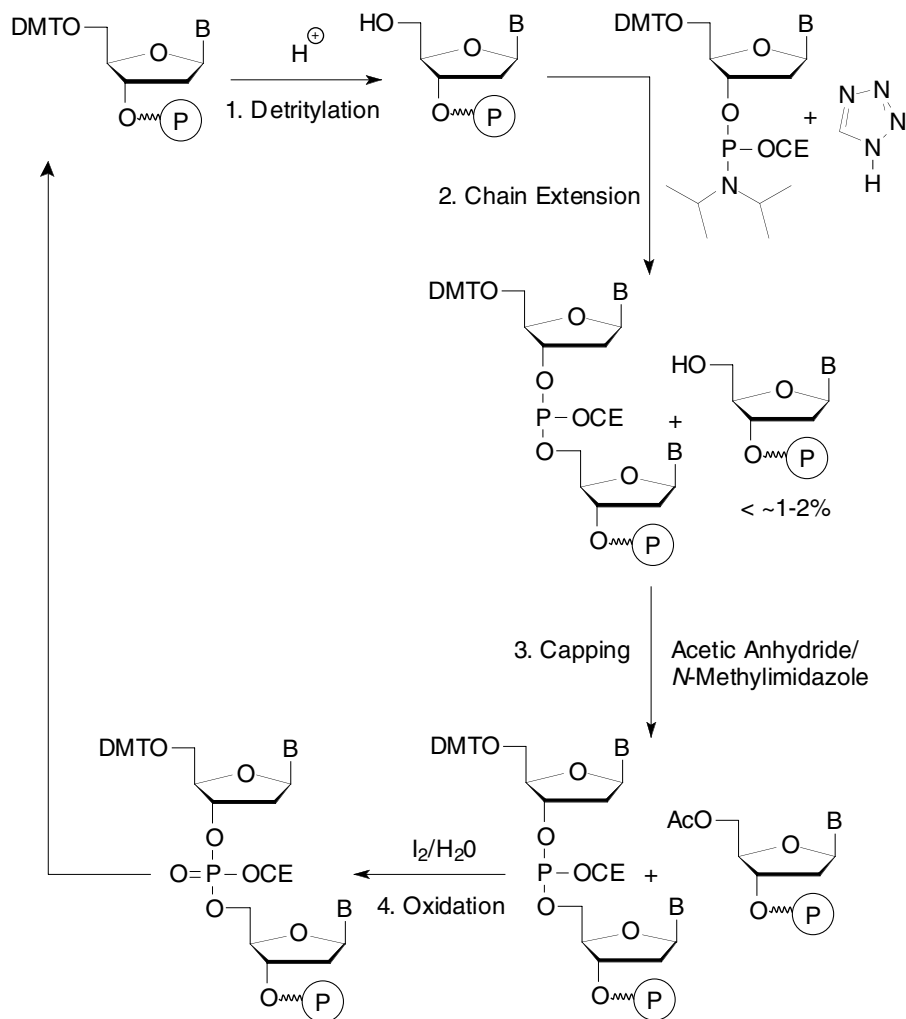 DMTO
O
B
O
P
H⊕
1. Detritylation
HO
O
B
O
P
DMTO
O
B
O
P
OCE
N
+
N
N
N
N
H
2. Chain Extension
DMTO
O
B
O
P
OCE
O
O
B
O
P
+
HO
O
B
O
P
< ~1-2%
3. Capping
Acetic Anhydride/
N-Methylimidazole
DMTO
O
B
O
O=P
OCE
O
O
B
O
P
I2/H20
4. Oxidation
DMTO
O
B
O
P
OCE
O
O
B
O
P
+
AcO
O
B
O
P